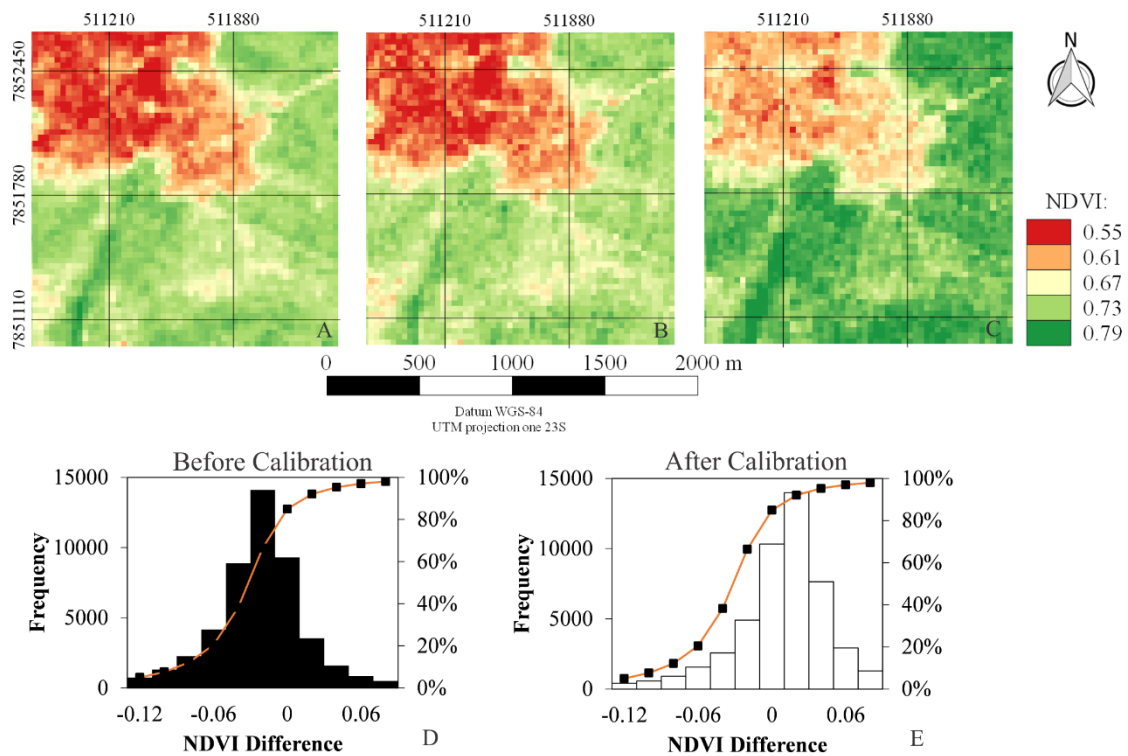 511210 511880 511210 511880 511210 511880
7852450
7851780
7851110
N
NDVI:
0.55
0.61
0.67
0.73
0.79
A B C
0 500 1000 1500 2000 m
Datum WGS-84
UTM projection one 23S
Before Calibration
15000
10000
5000
0
Frequency
100%
80%
60%
40%
20%
0%
-0.12 -0.06 0 0.06
NDVI Difference
D
After Calibration
15000
10000
5000
0
Frequency
100%
80%
60%
40%
20%
0%
-0.12 -0.06 0 0.06
NDVI Difference
E